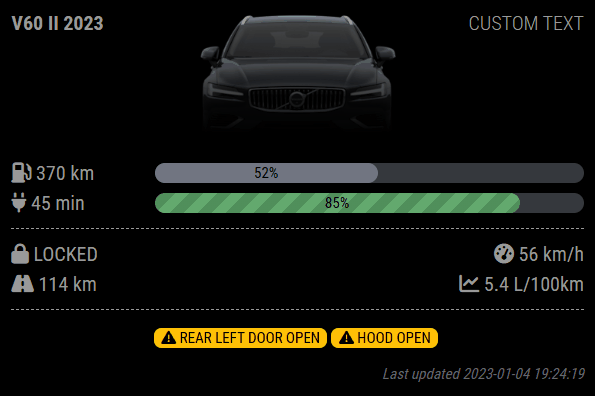 V60 II 2023 CUSTOM TEXT
370 km 52%
45 min 85%
LOCKED 56 km/h
114 km 5.4 L/100km
REAR LEFT DOOR OPEN HOOD OPEN
Last updated 2023-01-04 19:24:19